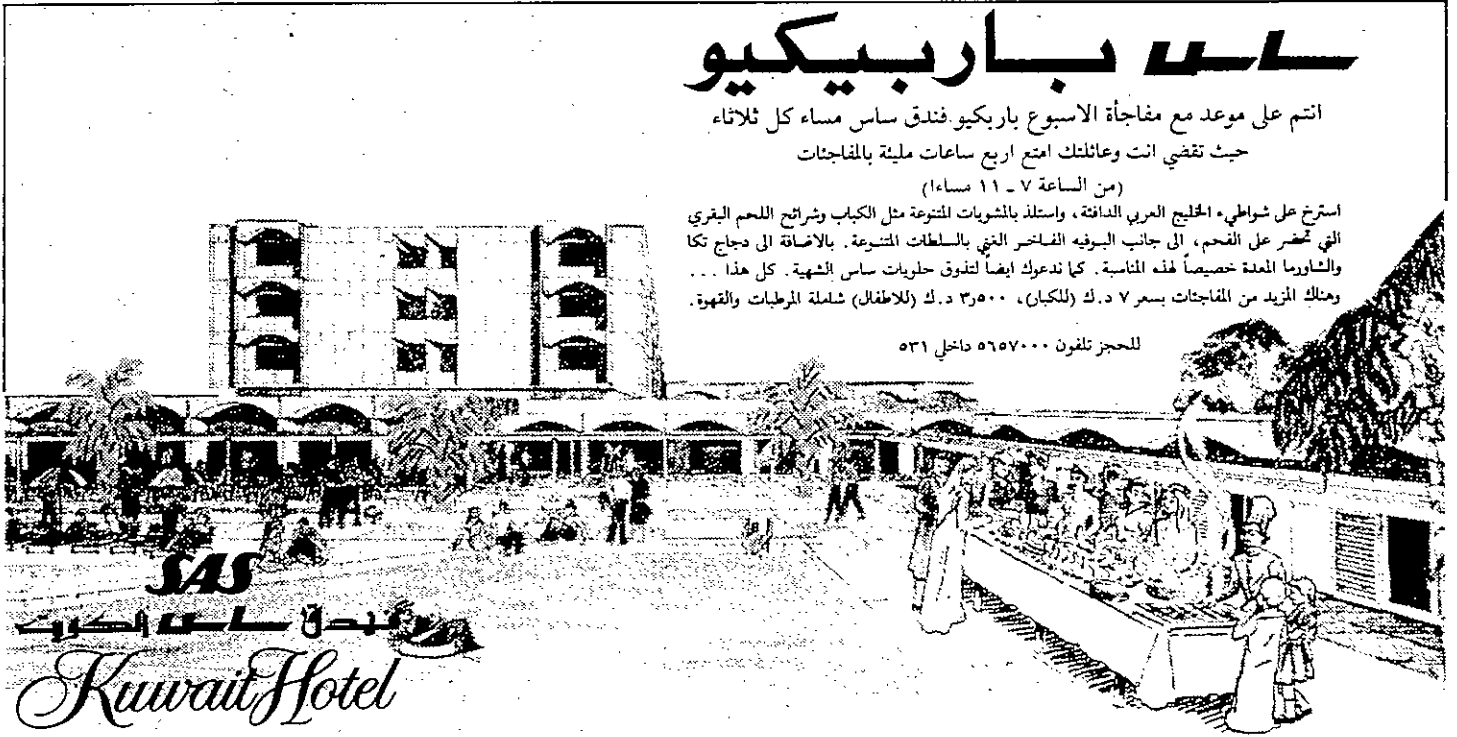 ساس باربيكيو
انتم على موعد مع مفاجأة الاسبوع باربكيو فندق ساس مساء كل ثلاثاء
حيث تقضي انت وعائلتك امتع اربع ساعات مليئة بالمفاجئات
(من الساعة ٧ ـ ١١ مساءا)
استرخ على شواطيء الخليج العربي الدافئة، واستلذ بالمشويات المتنوعة مثل الكباب وشرائح اللحم البقري
التي تحضر على الفحم، الى جانب البوفيه الفاخر الغني بالسلطات المتنوعة. بالاضافة الى دجاج تكا
والشاورما المعدة خصيصاً لهذه المناسبة. كما ندعوك ايضاً لتذوق حلويات ساس الشهية. كل هذا ...
وهناك المزيد من المفاجئات بسعر ٧ د.ك (للكبار)، ٣٫٥٠٠ د.ك (للاطفال) شاملة المرطبات والقهوة.
للحجز تلفون ٥٦٥٧٠٠٠ داخلي ٥٣١
SAS
فندق ساس الكويت
Kuwait Hotel